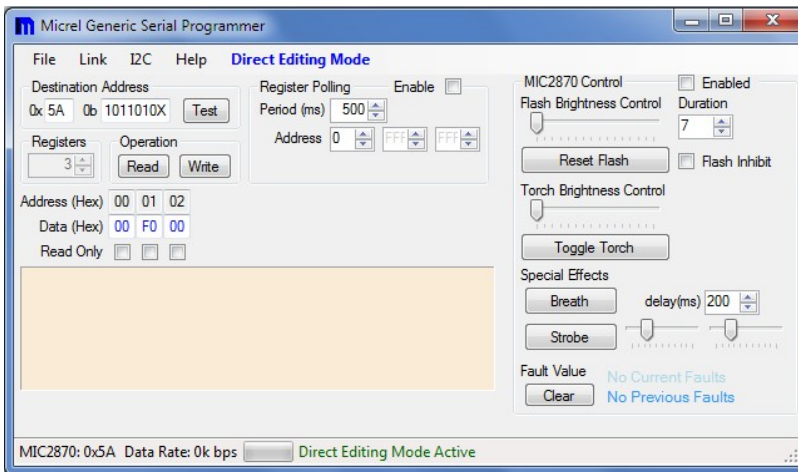 Micrel Generic Serial Programmer
File Link I2C Help Direct Editing Mode
Destination Address
0x 5A 0b 1011010X Test
Registers
3
Operation
Read Write
Register Polling Enable
Period (ms) 500
Address 0 FFF FFF
Address (Hex) 00 01 02
Data (Hex) 00 F0 00
Read Only
MIC2870 Control Enabled
Flash Brightness Control Duration
7
Reset Flash Flash Inhibit
Torch Brightness Control
Toggle Torch
Special Effects
Breath delay(ms) 200
Strobe
Fault Value No Current Faults
Clear No Previous Faults
MIC2870: 0x5A Data Rate: 0k bps Direct Editing Mode Active